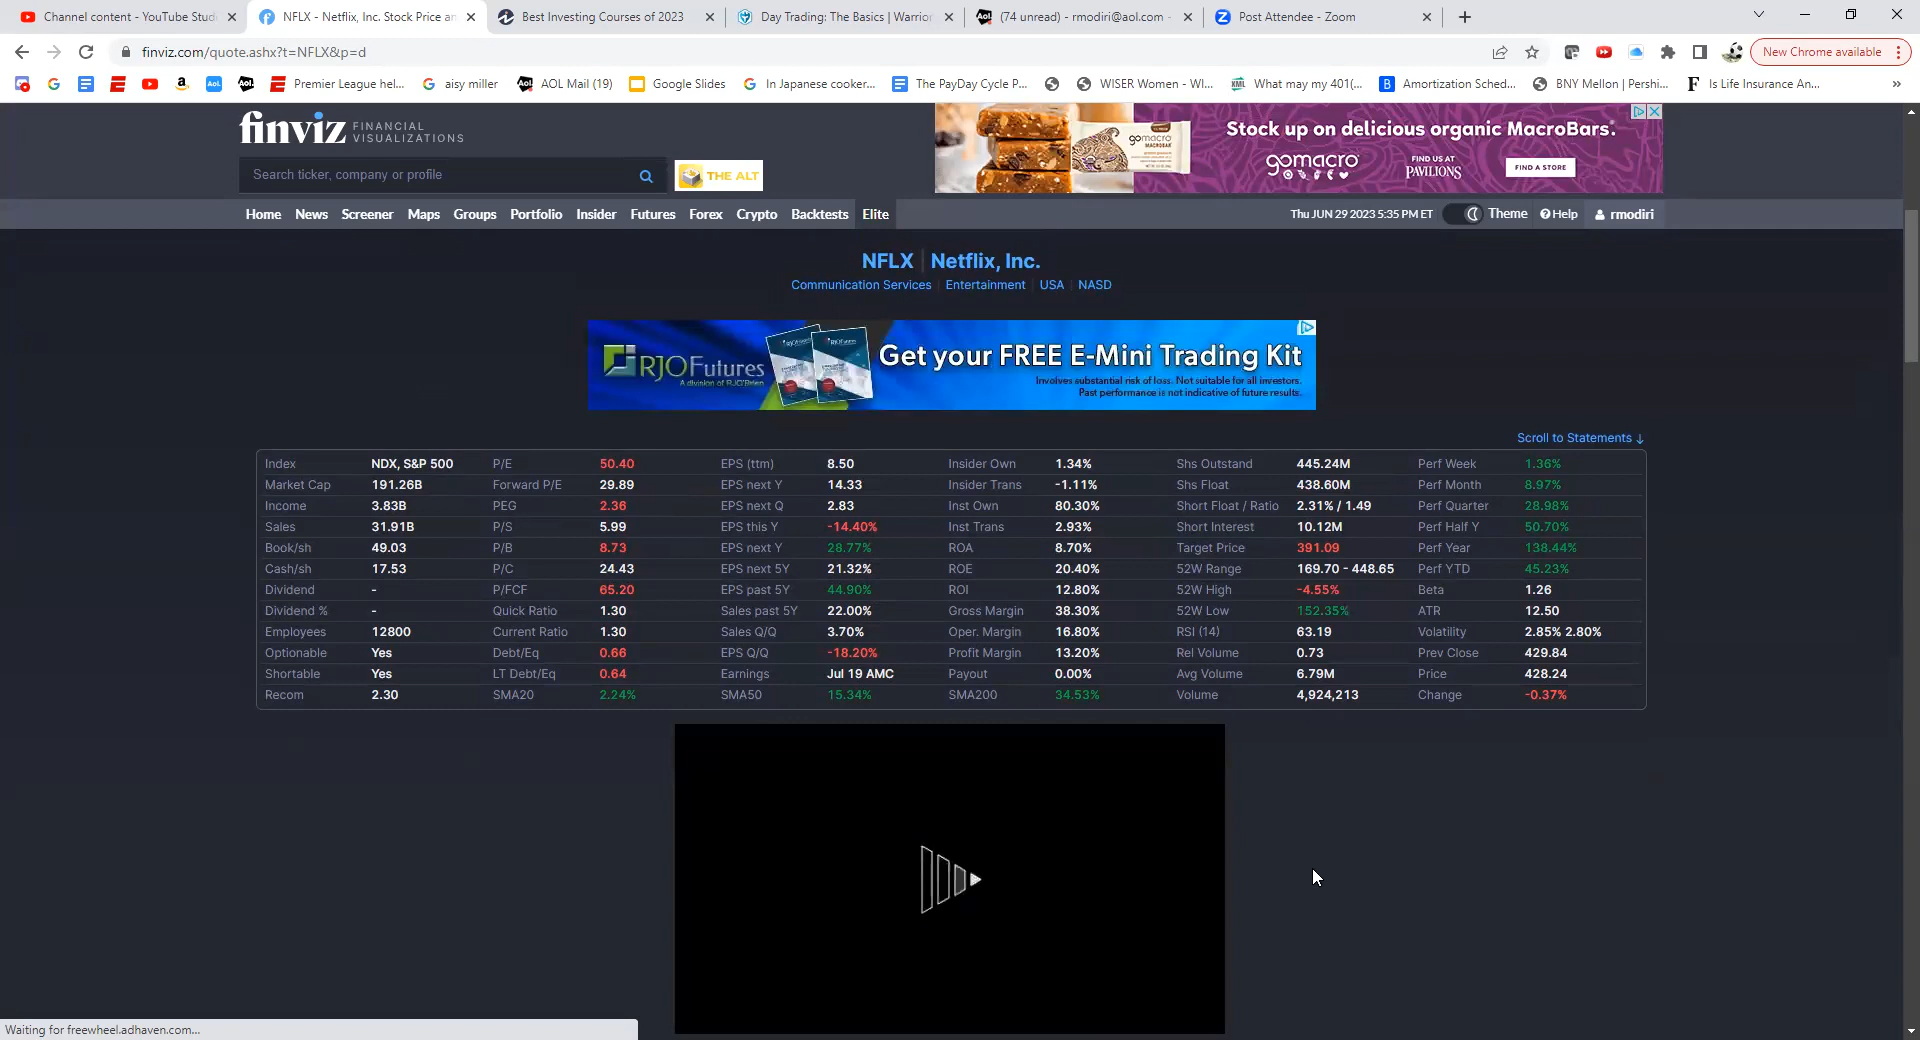 Channel content - YouTube Stud
NFLX - Netflix, Inc. Stock Price an
Best Investing Courses of 2023
Day Trading: The Basics | Warrior
(74 unread) - rmodiri@aol.com -
Post Attendee - Zoom
finviz.com/quote.ashx?t=NFLX&p=d
New Chrome available
Premier League hel...
aisy miller
AOL Mail (19)
Google Slides
In Japanese cooker...
The PayDay Cycle P...
WISER Women - WI...
What may my 401(...
Amortization Sched...
BNY Mellon | Pershi...
Is Life Insurance An...
finviz FINANCIAL VISUALIZATIONS
Search ticker, company or profile
THE ALT
Stock up on delicious organic MacroBars.
gomacro
FIND US AT
PAVILIONS
FIND A STORE
Home News Screener Maps Groups Portfolio Insider Futures Forex Crypto Backtests Elite
Thu JUN 29 2023 5:35 PM ET Theme Help rmodiri
NFLX | Netflix, Inc.
Communication Services | Entertainment | USA | NASD
RJOFutures
A division of RJO'Brien
Get your FREE E-Mini Trading Kit
Involves substantial risk of loss. Not suitable for all investors.
Past performance is not indicative of future results.
Scroll to Statements ↓
Index NDX, S&P 500 P/E 50.40 EPS (ttm) 8.50 Insider Own 1.34% Shs Outstand 445.24M Perf Week 1.36%
Market Cap 191.26B Forward P/E 29.89 EPS next Y 14.33 Insider Trans -1.11% Shs Float 438.60M Perf Month 8.97%
Income 3.83B PEG 2.36 EPS next Q 2.83 Inst Own 80.30% Short Float / Ratio 2.31% / 1.49 Perf Quarter 28.98%
Sales 31.91B P/S 5.99 EPS this Y -14.40% Inst Trans 2.93% Short Interest 10.12M Perf Half Y 50.70%
Book/sh 49.03 P/B 8.73 EPS next Y 28.77% ROA 8.70% Target Price 391.09 Perf Year 138.44%
Cash/sh 17.53 P/C 24.43 EPS next 5Y 21.32% ROE 20.40% 52W Range 169.70 - 448.65 Perf YTD 45.23%
Dividend - P/FCF 65.20 EPS past 5Y 44.90% ROI 12.80% 52W High -4.55% Beta 1.26
Dividend % - Quick Ratio 1.30 Sales past 5Y 22.00% Gross Margin 38.30% 52W Low 152.35% ATR 12.50
Employees 12800 Current Ratio 1.30 Sales Q/Q 3.70% Oper. Margin 16.80% RSI (14) 63.19 Volatility 2.85% 2.80%
Optionable Yes Debt/Eq 0.66 EPS Q/Q -18.20% Profit Margin 13.20% Rel Volume 0.73 Prev Close 429.84
Shortable Yes LT Debt/Eq 0.64 Earnings Jul 19 AMC Payout 0.00% Avg Volume 6.79M Price 428.24
Recom 2.30 SMA20 2.24% SMA50 15.34% SMA200 34.53% Volume 4,924,213 Change -0.37%
Waiting for freewheel.adhaven.com...